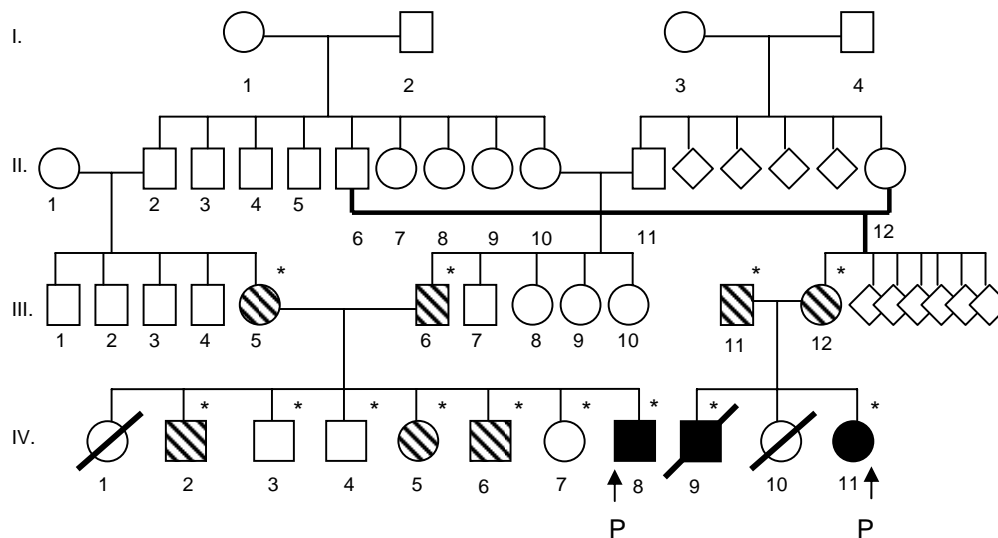 I.
1 2 3 4
II.
1 2 3 4 5 6 7 8 9 10 11 12
* * * *
III.
1 2 3 4 5 6 7 8 9 10 11 12
* * * * * * * * *
IV.
1 2 3 4 5 6 7 8 9 10 11
P P